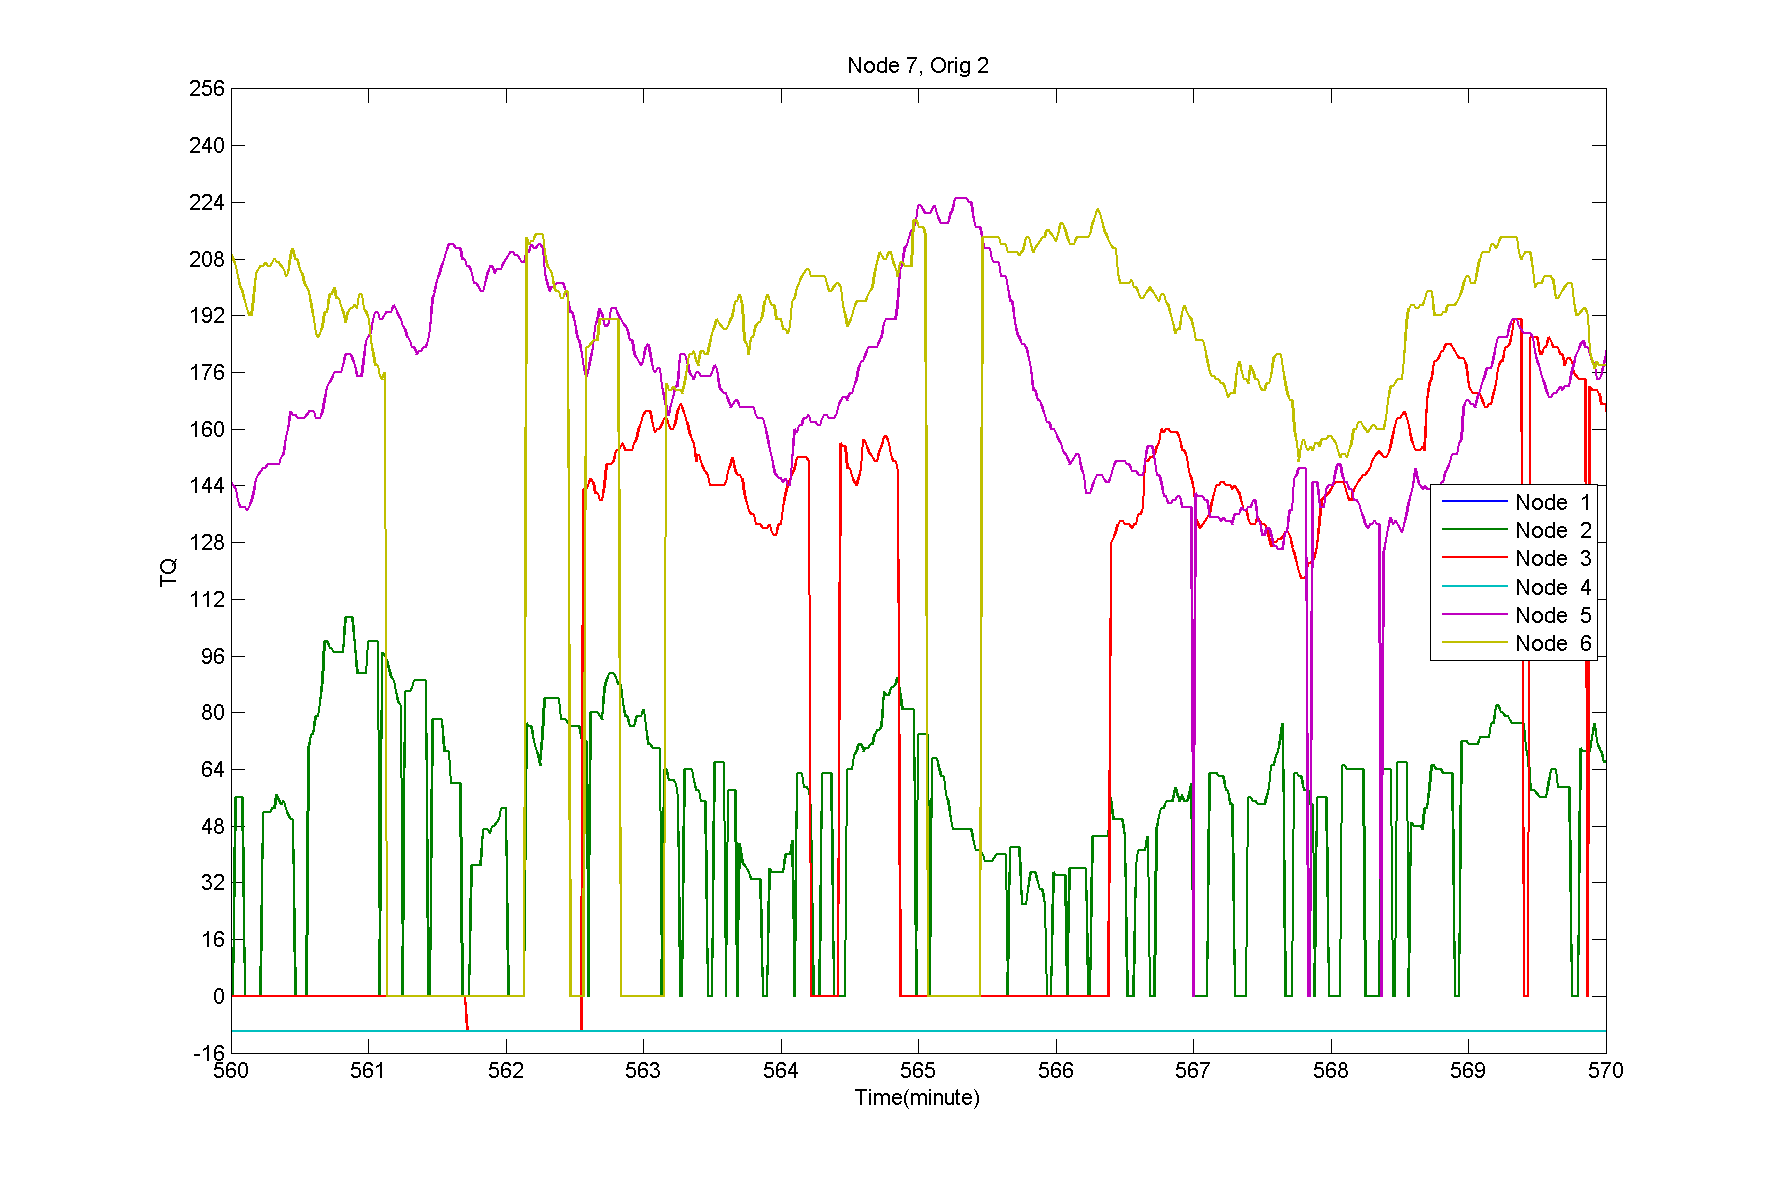 Node 7, Orig 2
256
240
224
208
192
176
160
144
128
112
96
80
64
48
32
16
0
-16
TQ
Node 1
Node 2
Node 3
Node 4
Node 5
Node 6
560 561 562 563 564 565 566 567 568 569 570
Time(minute)